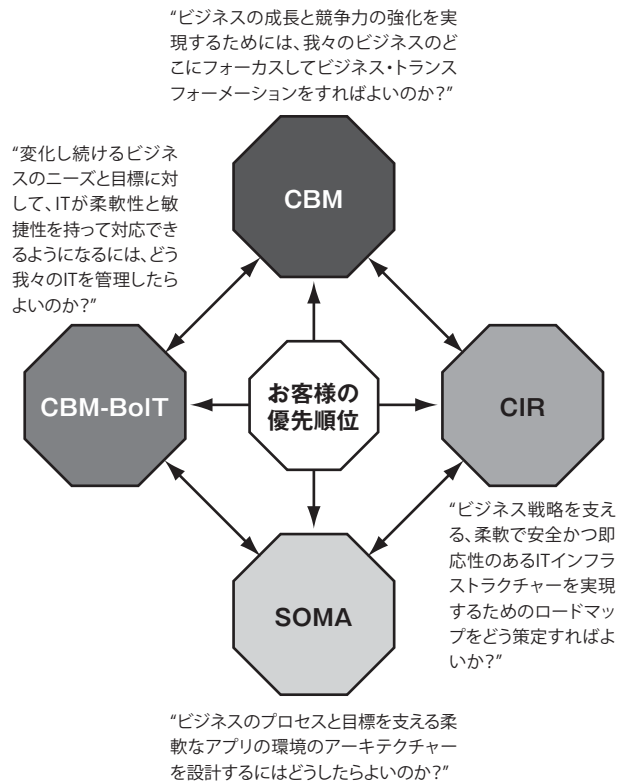 “ビジネスの成長と競争力の強化を実
現するためには、我々のビジネスのど
こにフォーカスしてビジネス・トランス
フォーメーションをすればよいのか?”
“変化し続けるビジネ
スのニーズと目標に対
して、ITが柔軟性と敏
捷性を持って対応でき
るようになるには、どう
我々のITを管理したら
よいのか?”
CBM
CBM-BoIT
お客様の
優先順位
CIR
“ビジネス戦略を支え
る、柔軟で安全かつ即
応性のあるITインフラ
ストラクチャーを実現
するためのロードマッ
プをどう策定すればよ
いか?”
SOMA
“ビジネスのプロセスと目標を支える柔
軟なアプリの環境のアーキテクチャー
を設計するにはどうしたらよいのか?”